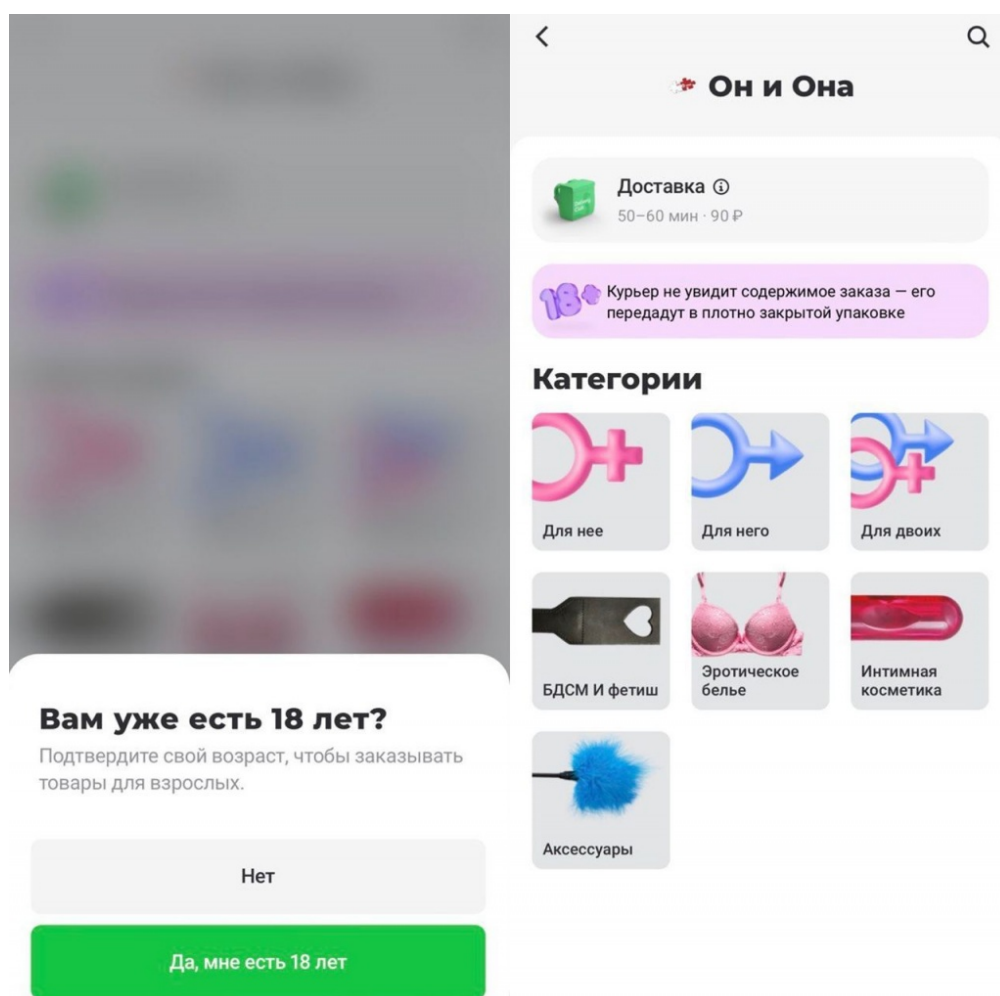 Вам уже есть 18 лет?
Подтвердите свой возраст, чтобы заказывать
товары для взрослых.
Нет
Да, мне есть 18 лет
Он и Она
Доставка
50–60 мин · 90 ₽
18+
Курьер не увидит содержимое заказа — его
передадут в плотно закрытой упаковке
Категории
Для нее
Для него
Для двоих
БДСМ И фетиш
Эротическое
белье
Интимная
косметика
Аксессуары